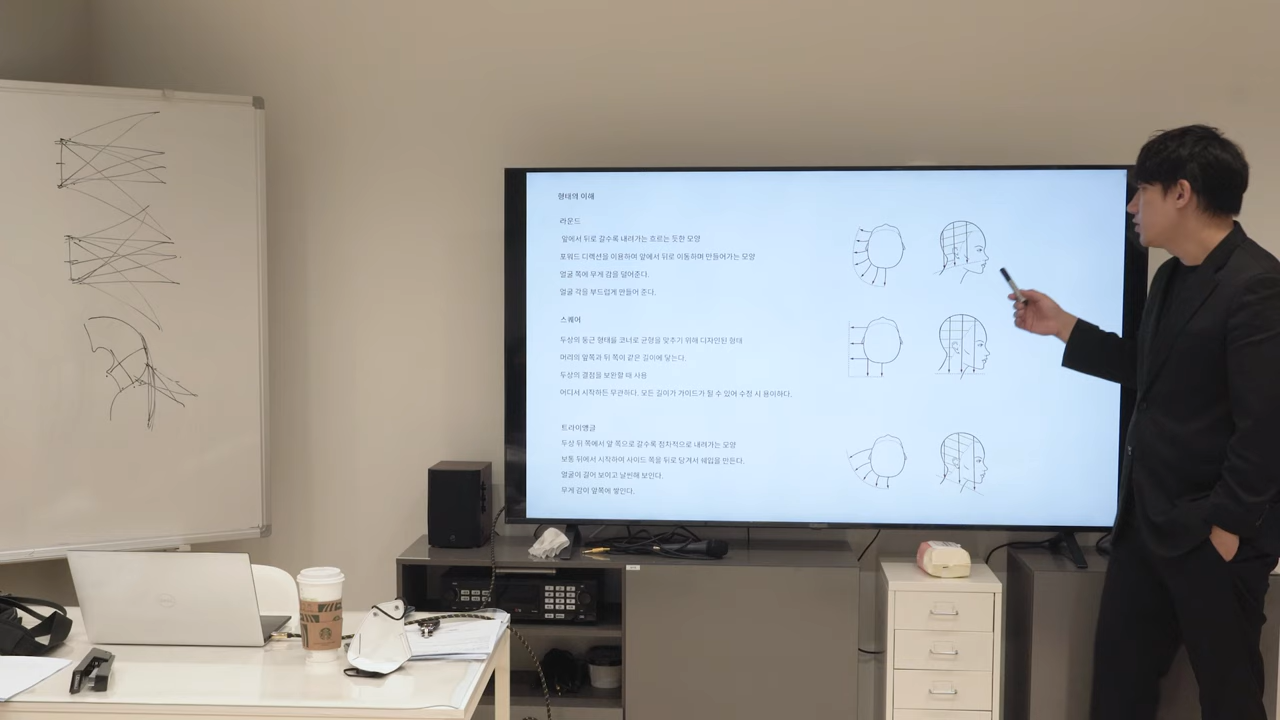 형태의 이해
라운드
앞에서 뒤로 갈수록 내려가는 흐르는 듯한 모양
포워드 디렉션을 이용하여 앞에서 뒤로 이동하며 만들어가는 모양
얼굴 쪽에 무게 감을 덜어준다.
얼굴 각을 부드럽게 만들어 준다.
스퀘어
두상의 둥근 형태를 코너로 균형을 맞추기 위해 디자인된 형태
머리의 앞쪽과 뒤 쪽이 같은 길이에 닿는다.
두상의 결점을 보완할 때 사용
어디서 시작하든 무관하다. 모든 길이가 가이드가 될 수 있어 수정 시 용이하다.
트라이앵글
두상 뒤 쪽에서 앞 쪽으로 갈수록 점차적으로 내려가는 모양
보통 뒤에서 시작하여 사이드 쪽을 뒤로 당겨서 쉐입을 만든다.
얼굴이 길어 보이고 날씬해 보인다.
무게 감이 앞쪽에 쌓인다.
DELL